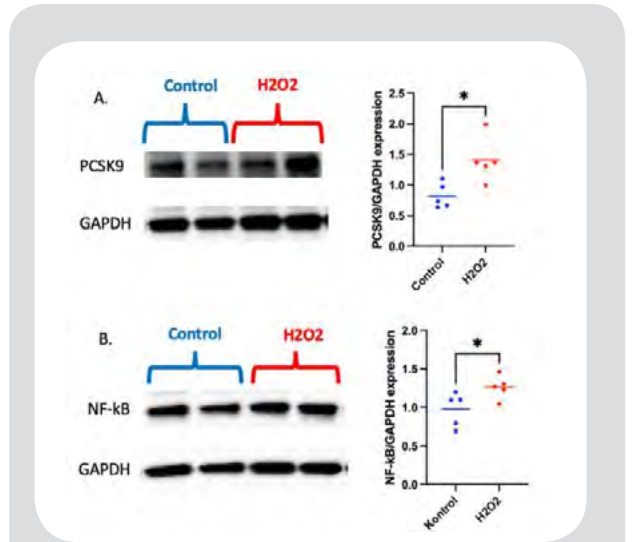 A.
Control H2O2
PCSK9
GAPDH
PCSK9/GAPDH expression
2.5
2.0
1.5
1.0
0.5
0.0
*
Control
H2O2
B.
Control H2O2
NF-kB
GAPDH
NF-kB/GAPDH expression
2.0
1.5
1.0
0.5
0.0
*
Kontrol
H2O2